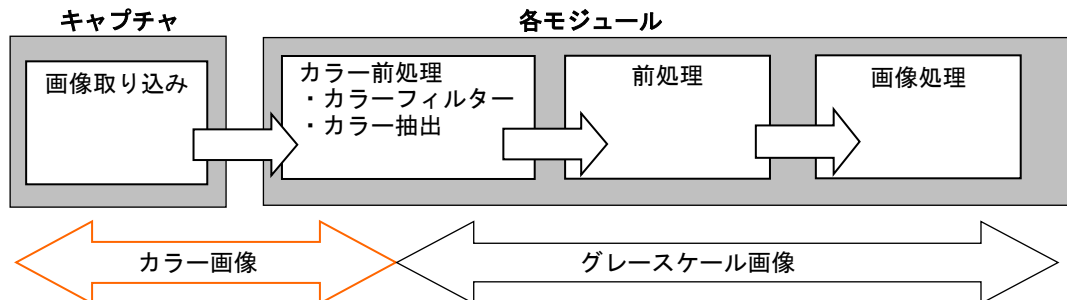 キャプチャ
各モジュール
画像取り込み
カラー前処理
・カラーフィルター
・カラー抽出
前処理
画像処理
カラー画像
グレースケール画像